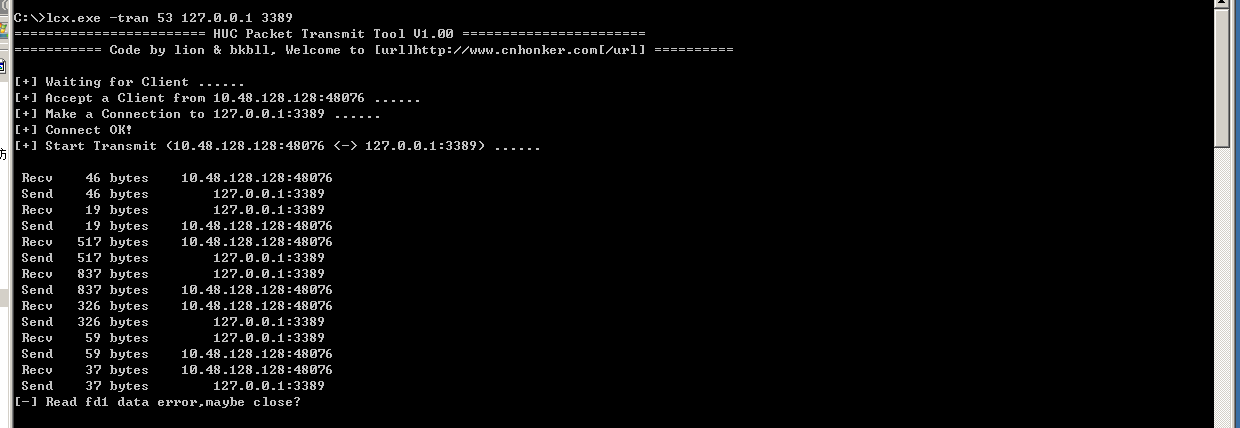 C:\>lcx.exe -tran 53 127.0.0.1 3389
======================== HUC Packet Transmit Tool V1.00 =======================
=========== Code by lion & bkbll, Welcome to [url]http://www.cnhonker.com[/url] ==========
[+] Waiting for Client ......
[+] Accept a Client from 10.48.128.128:48076 ......
[+] Make a Connection to 127.0.0.1:3389 ......
[+] Connect OK!
[+] Start Transmit (10.48.128.128:48076 <-> 127.0.0.1:3389) ......
Recv 46 bytes 10.48.128.128:48076
Send 46 bytes 127.0.0.1:3389
Recv 19 bytes 127.0.0.1:3389
Send 19 bytes 10.48.128.128:48076
Recv 517 bytes 10.48.128.128:48076
Send 517 bytes 127.0.0.1:3389
Recv 837 bytes 127.0.0.1:3389
Send 837 bytes 10.48.128.128:48076
Recv 326 bytes 10.48.128.128:48076
Send 326 bytes 127.0.0.1:3389
Recv 59 bytes 127.0.0.1:3389
Send 59 bytes 10.48.128.128:48076
Recv 37 bytes 10.48.128.128:48076
Send 37 bytes 127.0.0.1:3389
[-] Read fd1 data error,maybe close?